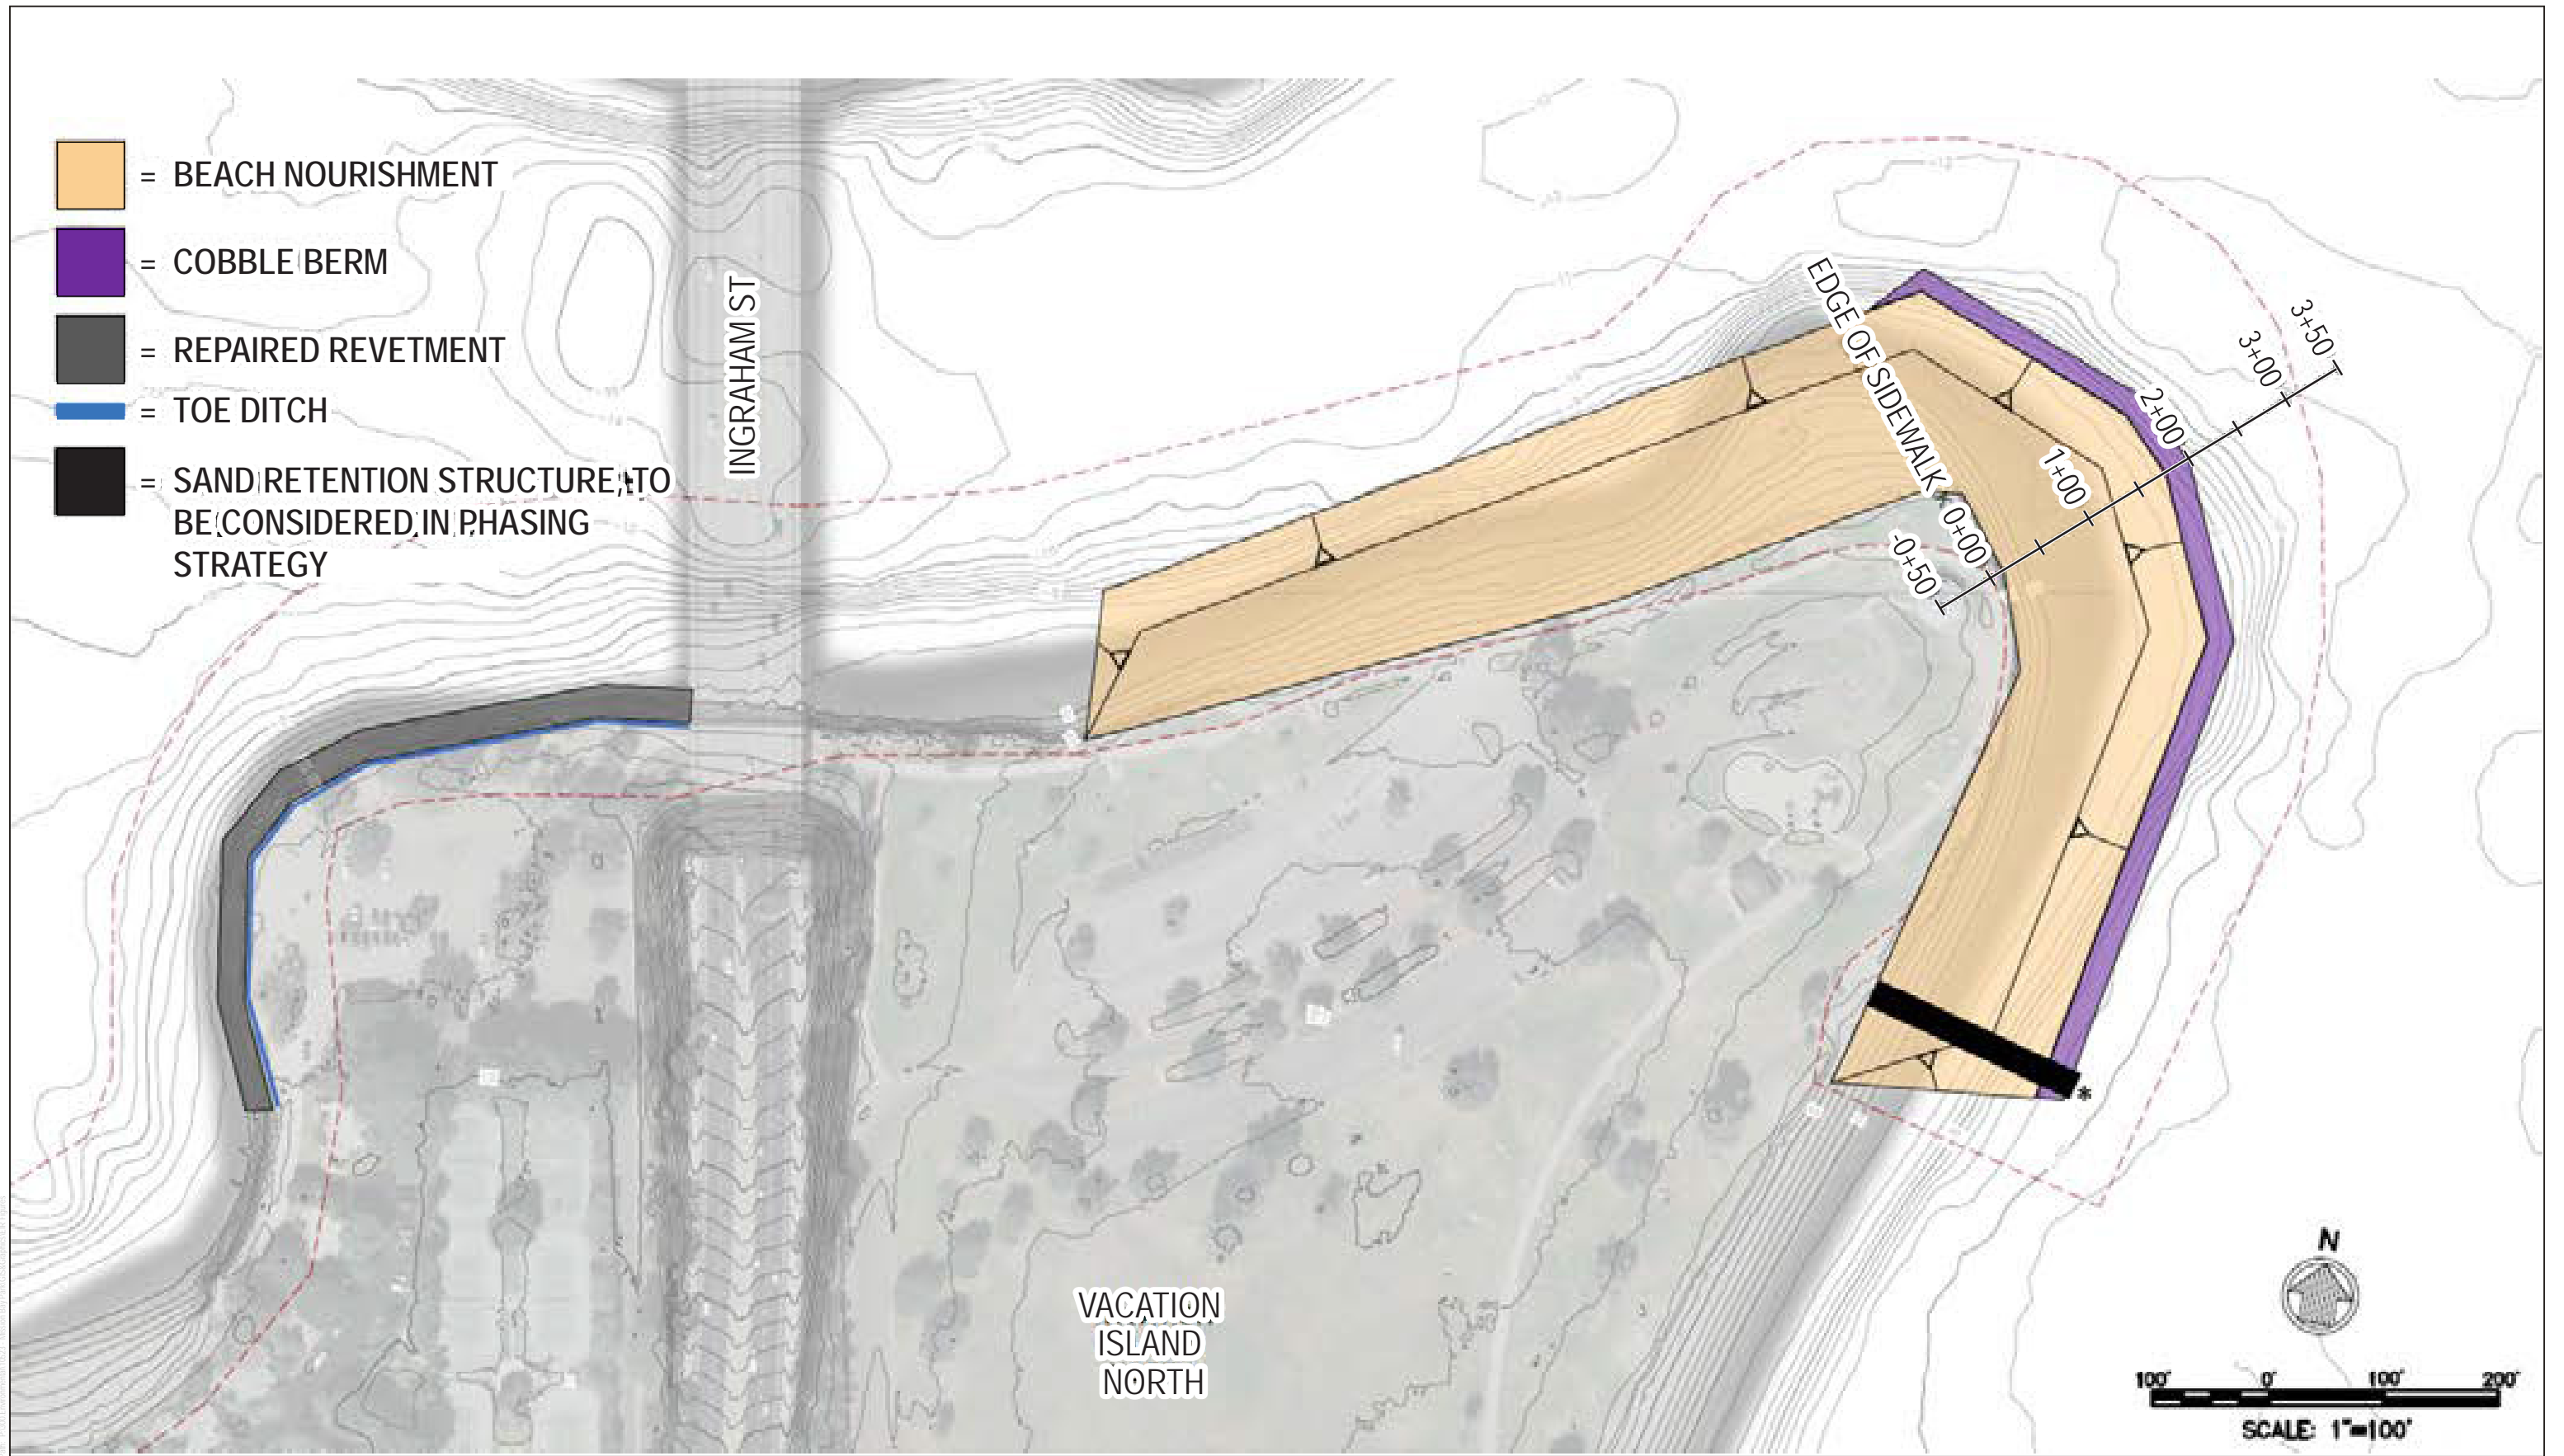 = BEACH NOURISHMENT
= COBBLE BERM
= REPAIRED REVETMENT
= TOE DITCH
= SAND RETENTION STRUCTURE, TO
BE CONSIDERED IN PHASING
STRATEGY
INGRAHAM ST
EDGE OF SIDEWALK
-0+50
0+00
1+00
2+00
3+00
3+50
*
VACATION
ISLAND
NORTH
N
100' 0' 100' 200'
SCALE: 1"=100'